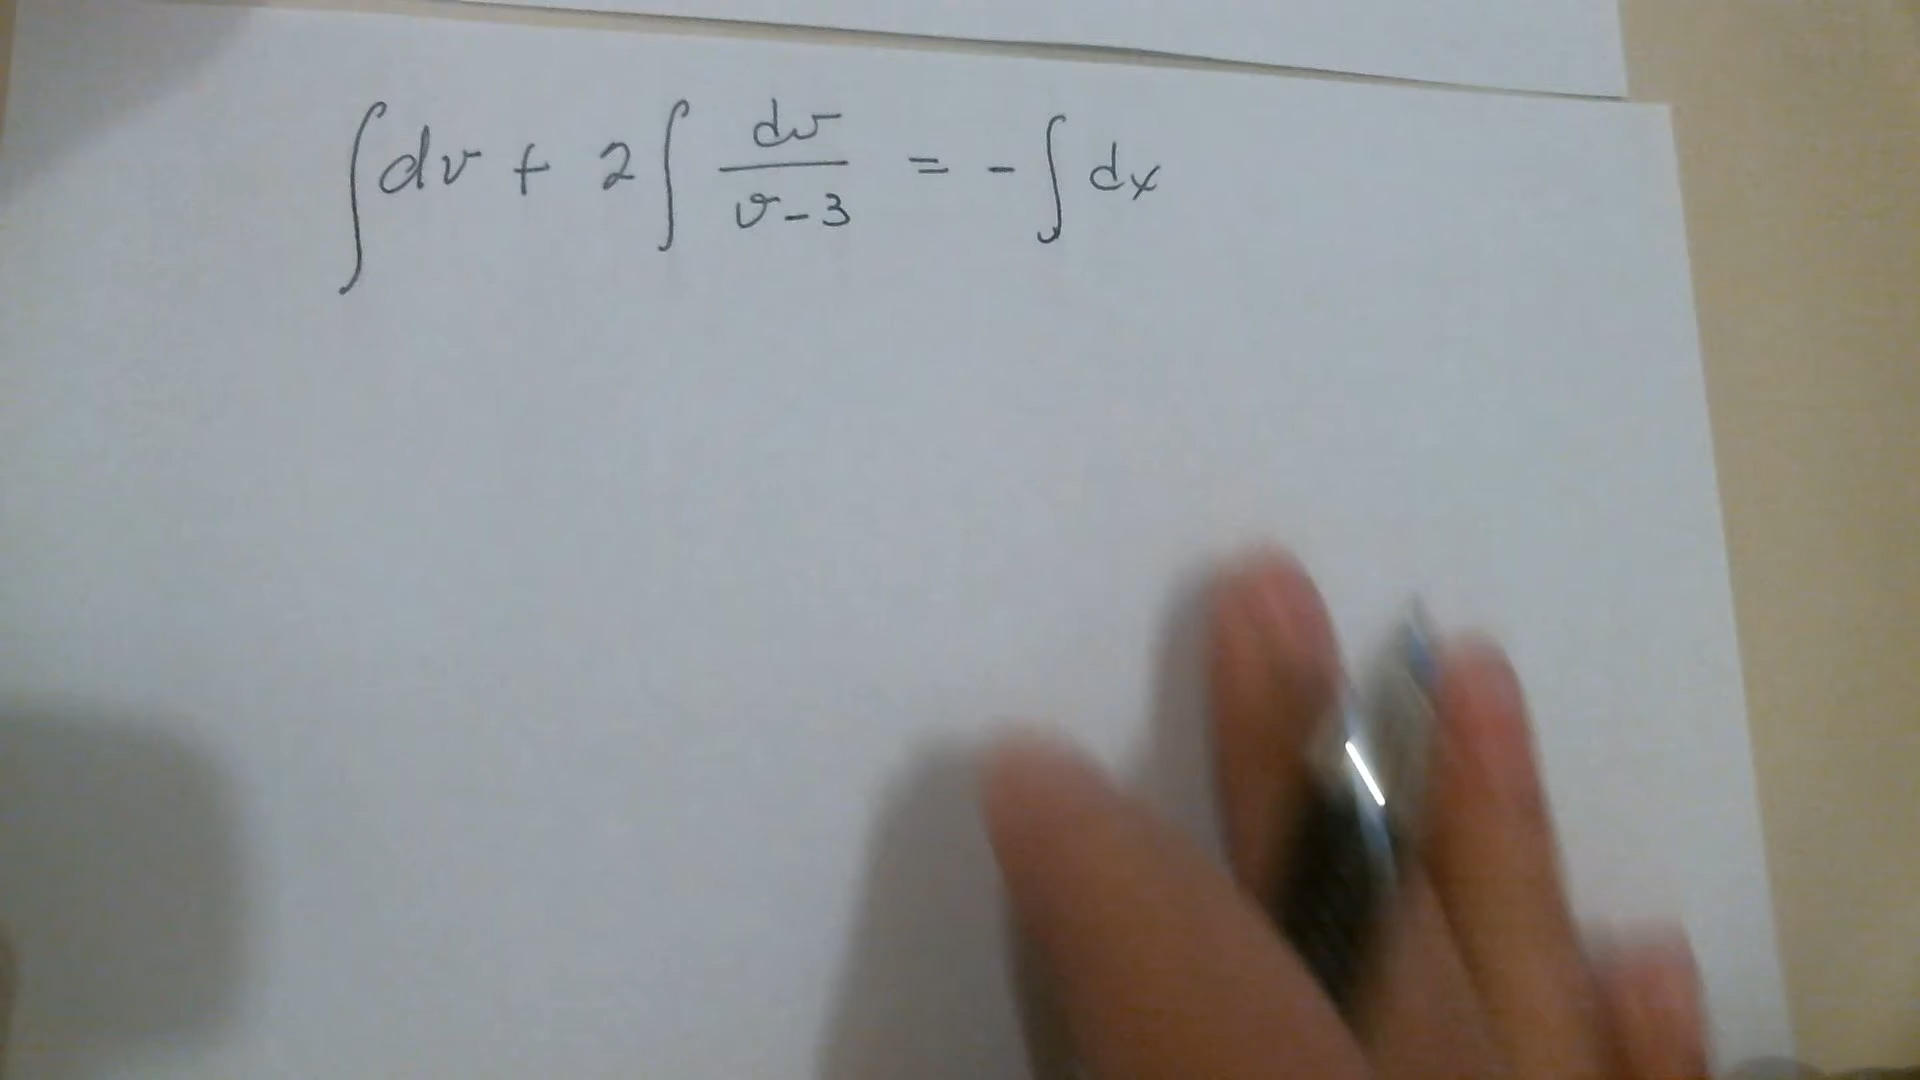 ∫dv + 2∫ dv/(v-3) = -∫dx